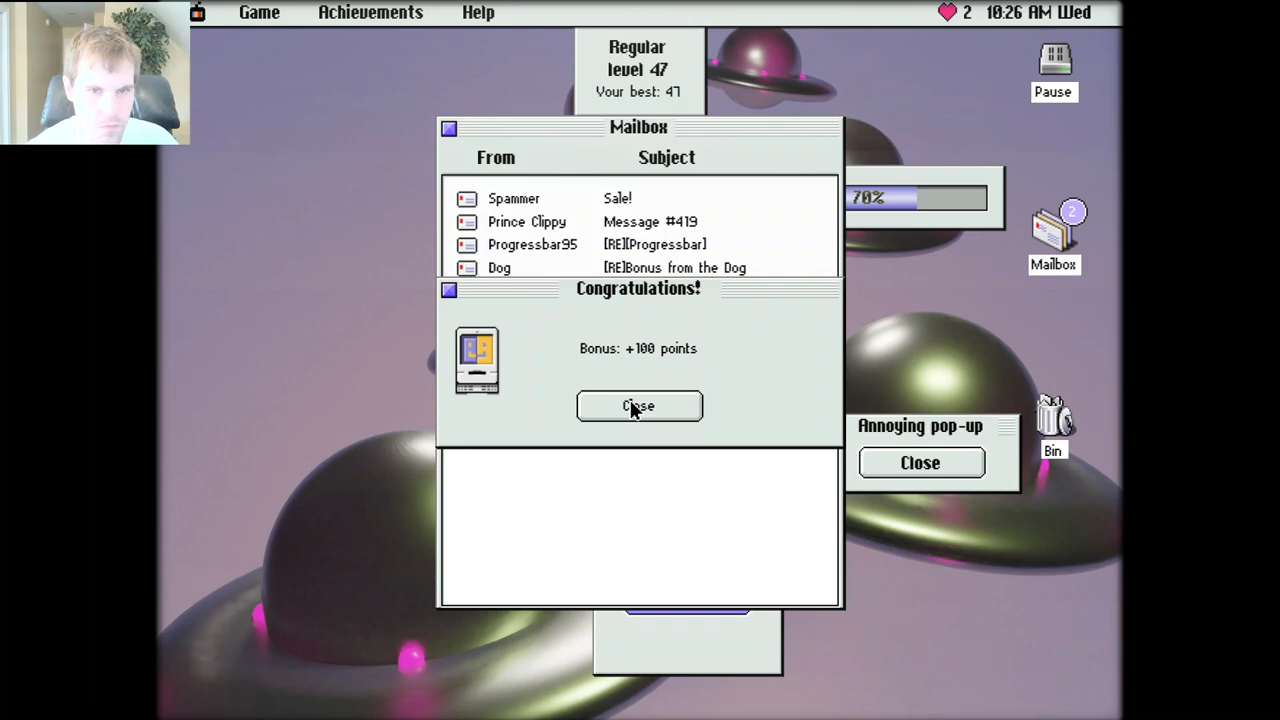 Game Achievements Help 2 10:26 AM Wed
Regular
level 47
Your best: 47
Pause
Mailbox
From Subject
Spammer Sale!
Prince Clippy Message #419
Progressbar95 [RE][Progressbar]
Dog [RE]Bonus from the Dog
70%
2
Mailbox
Congratulations!
Bonus: +100 points
Close
Annoying pop-up
Close
Bin